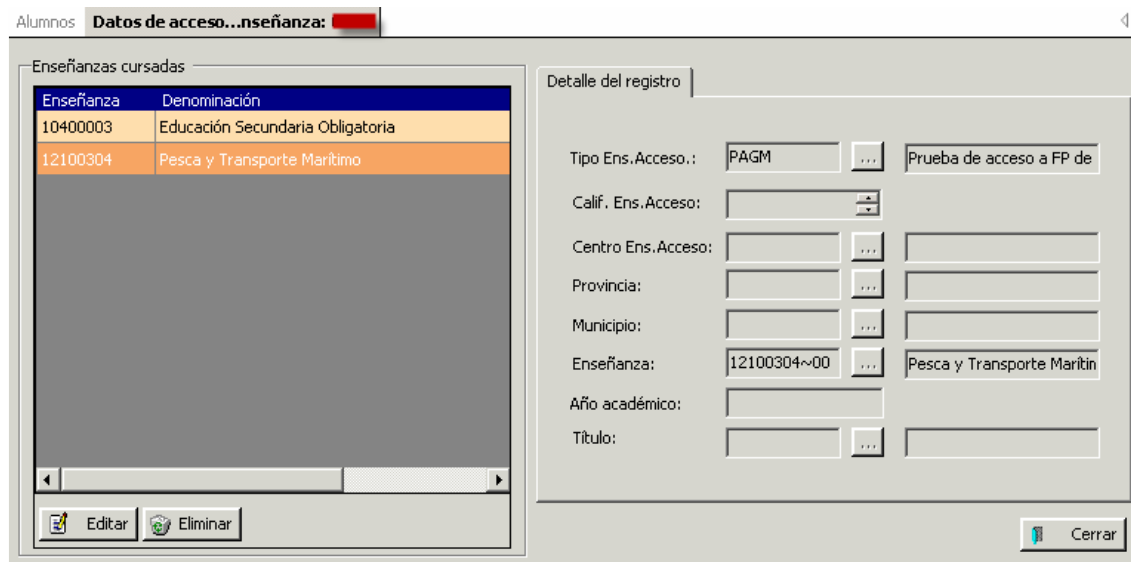 Alumnos Datos de acceso...nseñanza:
Enseñanzas cursadas
Enseñanza Denominación
10400003 Educación Secundaria Obligatoria
12100304 Pesca y Transporte Marítimo
Editar Eliminar
Detalle del registro
Tipo Ens.Acceso.: PAGM ... Prueba de acceso a FP de
Calif. Ens.Acceso:
Centro Ens.Acceso: ...
Provincia: ...
Municipio: ...
Enseñanza: 12100304~00 ... Pesca y Transporte Marítin
Año académico:
Título: ...
Cerrar